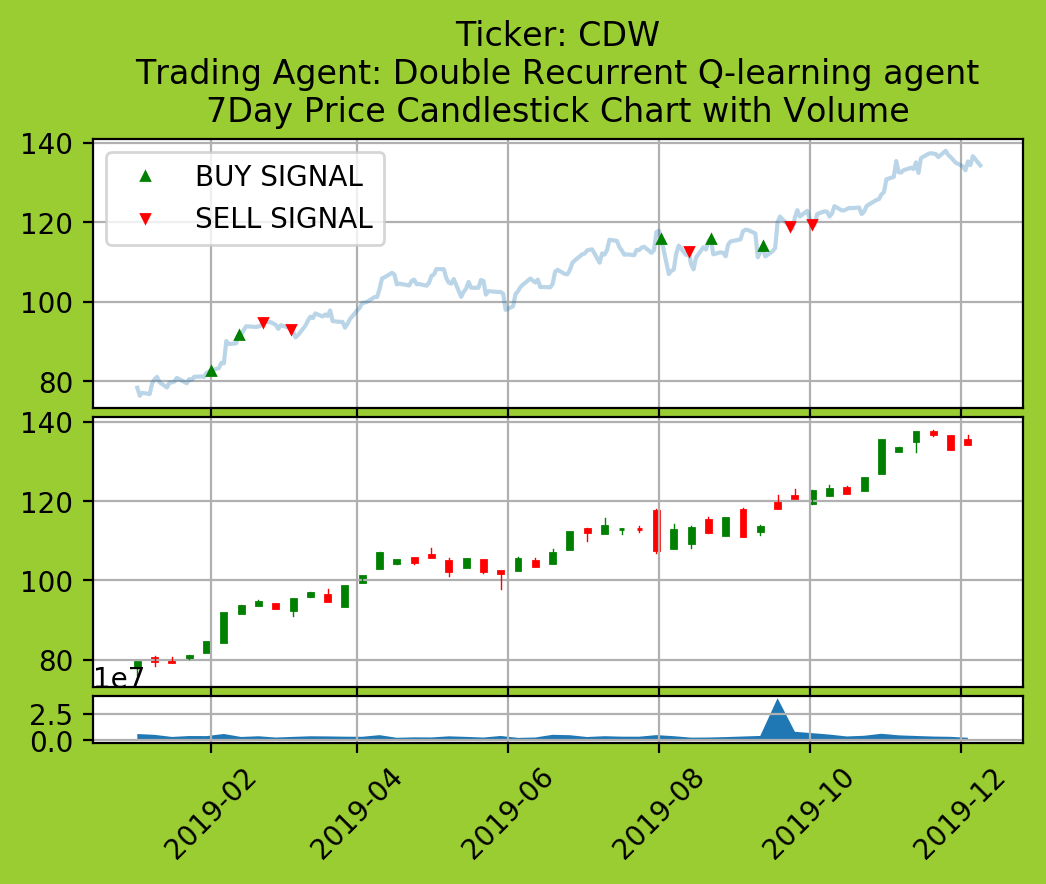 Ticker: CDW
Trading Agent: Double Recurrent Q-learning agent
7Day Price Candlestick Chart with Volume
140
120
100
80
BUY SIGNAL
SELL SIGNAL
140
120
100
80
1e7
2.5
0.0
2019-02
2019-04
2019-06
2019-08
2019-10
2019-12